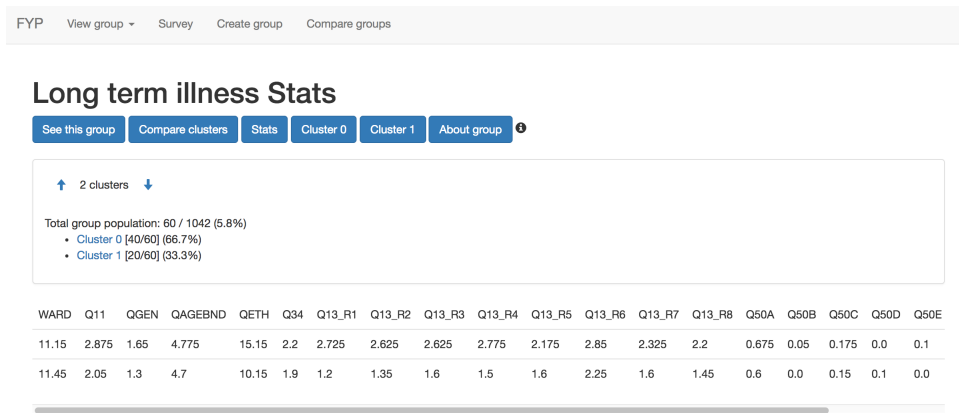 FYP View group Survey Create group Compare groups
Long term illness Stats
See this group Compare clusters Stats Cluster 0 Cluster 1 About group
2 clusters
Total group population: 60 / 1042 (5.8%)
• Cluster 0 [40/60] (66.7%)
• Cluster 1 [20/60] (33.3%)
WARD Q11 QGEN QAGEBND QETH Q34 Q13_R1 Q13_R2 Q13_R3 Q13_R4 Q13_R5 Q13_R6 Q13_R7 Q13_R8 Q50A Q50B Q50C Q50D Q50E
11.15 2.875 1.65 4.775 15.15 2.2 2.725 2.625 2.625 2.775 2.175 2.85 2.325 2.2 0.675 0.05 0.175 0.0 0.1
11.45 2.05 1.3 4.7 10.15 1.9 1.2 1.35 1.6 1.5 1.6 2.25 1.6 1.45 0.6 0.0 0.15 0.1 0.0